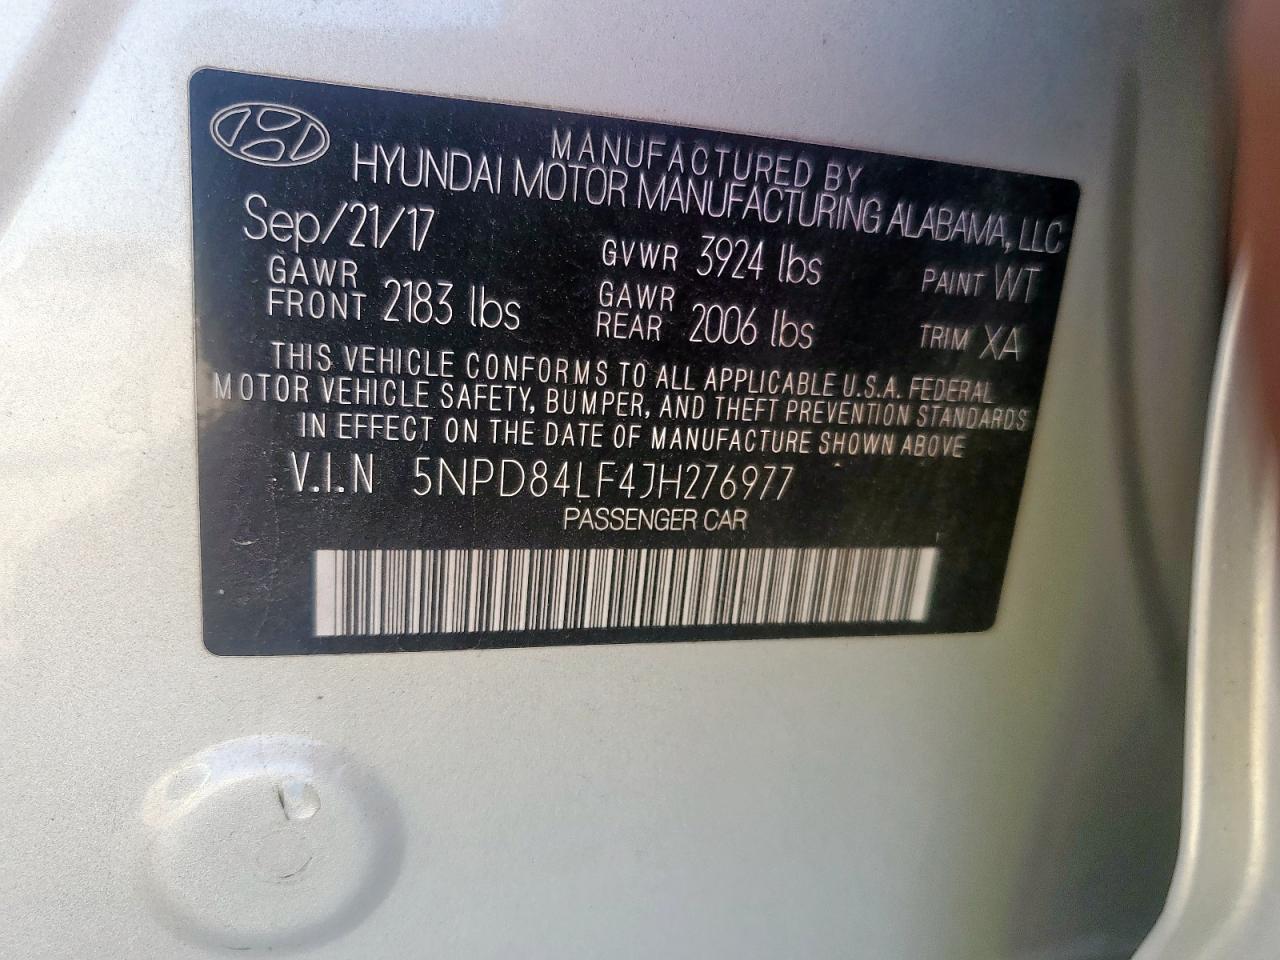 MANUFACTURED BY
HYUNDAI MOTOR MANUFACTURING ALABAMA, LLC
Sep/21/17 GVWR 3924 lbs PAINT WT
GAWR FRONT 2183 lbs GAWR REAR 2006 lbs TRIM XA
THIS VEHICLE CONFORMS TO ALL APPLICABLE U.S.A. FEDERAL
MOTOR VEHICLE SAFETY, BUMPER, AND THEFT PREVENTION STANDARDS
IN EFFECT ON THE DATE OF MANUFACTURE SHOWN ABOVE
V.I.N 5NPD84LF4JH276977
PASSENGER CAR